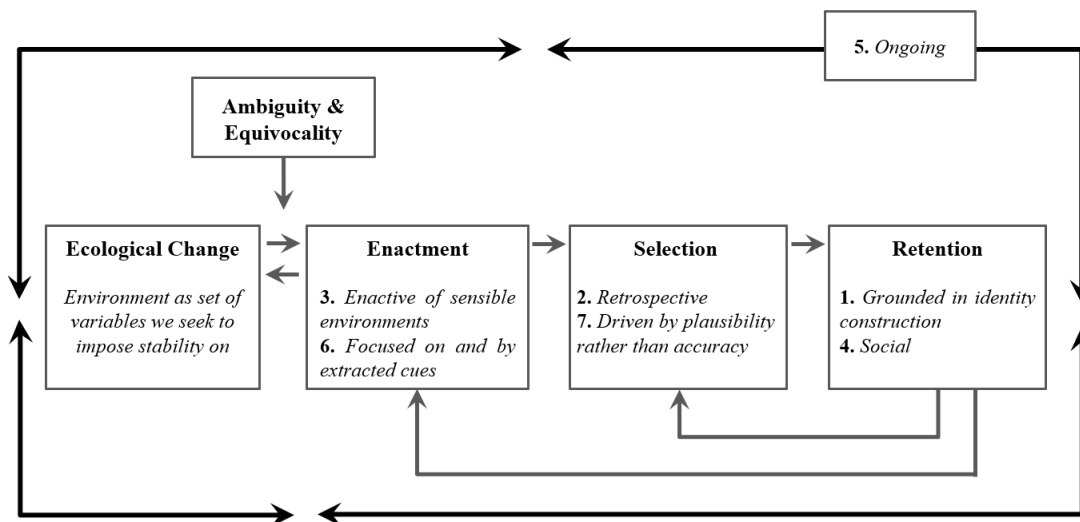 5. Ongoing
Ambiguity &
Equivocality
Ecological Change
Environment as set of
variables we seek to
impose stability on
Enactment
3. Enactive of sensible
environments
6. Focused on and by
extracted cues
Selection
2. Retrospective
7. Driven by plausibility
rather than accuracy
Retention
1. Grounded in identity
construction
4. Social